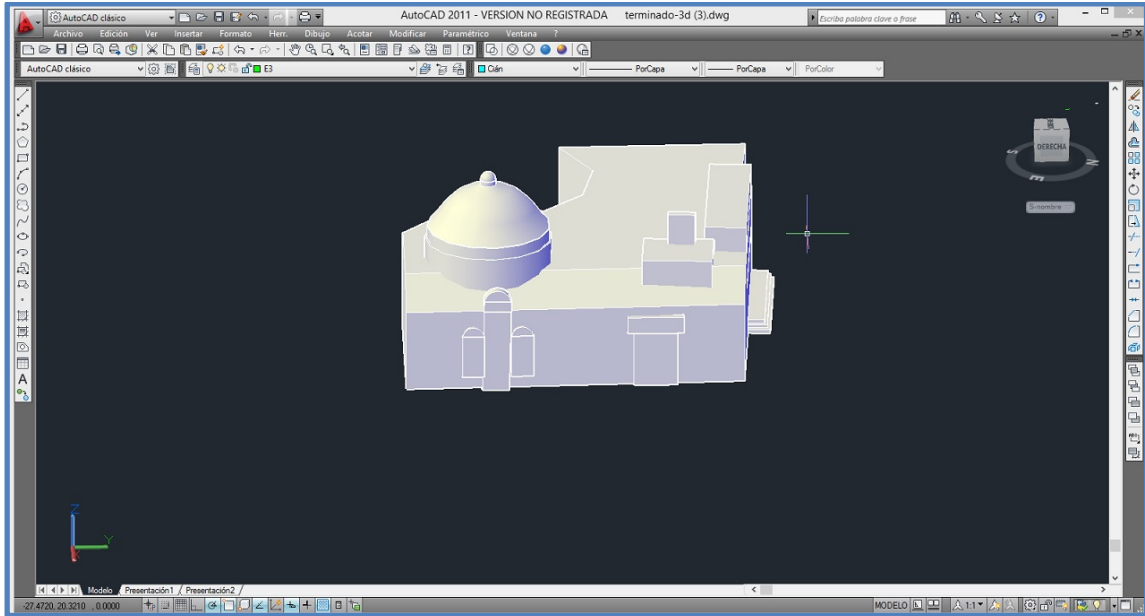 AutoCAD clásico
AutoCAD 2011 - VERSION NO REGISTRADA terminado-3d (3).dwg
Escriba palabra clave o frase
Archivo Edición Ver Insertar Formato Herr. Dibujo Acotar Modificar Paramétrico Ventana ?
AutoCAD clásico E3 Cián PorCapa PorCapa PorColor
DERECHA
S
E
N
S-nombre
A
Z
Y
X
Modelo Presentación1 Presentación2
-27.4720, 20.3210 , 0.0000 MODELO 1:1